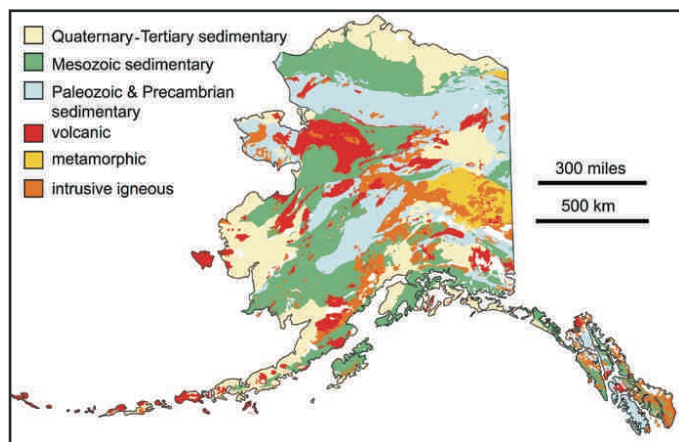 Quaternary-Tertiary sedimentary
Mesozoic sedimentary
Paleozoic & Precambrian
sedimentary
volcanic
metamorphic
intrusive igneous
300 miles
500 km